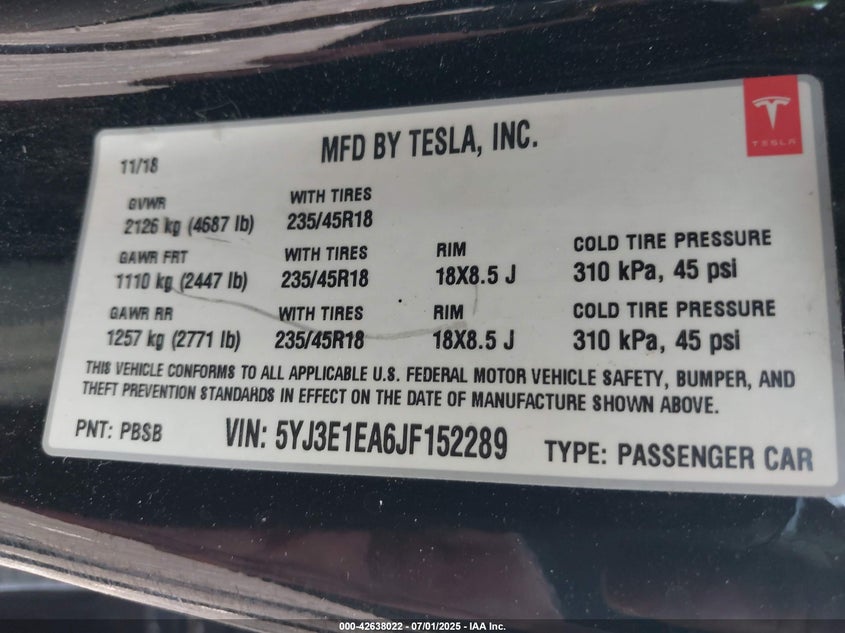 MFD BY TESLA, INC.
TESLA
11/18
GVWR WITH TIRES
2126 kg (4687 lb) 235/45R18
GAWR FRT WITH TIRES RIM COLD TIRE PRESSURE
1110 kg (2447 lb) 235/45R18 18X8.5 J 310 kPa, 45 psi
GAWR RR WITH TIRES RIM COLD TIRE PRESSURE
1257 kg (2771 lb) 235/45R18 18X8.5 J 310 kPa, 45 psi
THIS VEHICLE CONFORMS TO ALL APPLICABLE U.S. FEDERAL MOTOR VEHICLE SAFETY, BUMPER, AND
THEFT PREVENTION STANDARDS IN EFFECT ON THE DATE OF MANUFACTURE SHOWN ABOVE.
PNT: PBSB VIN: 5YJ3E1EA6JF152289 TYPE: PASSENGER CAR
000-42638022 - 07/01/2025 - IAA Inc.